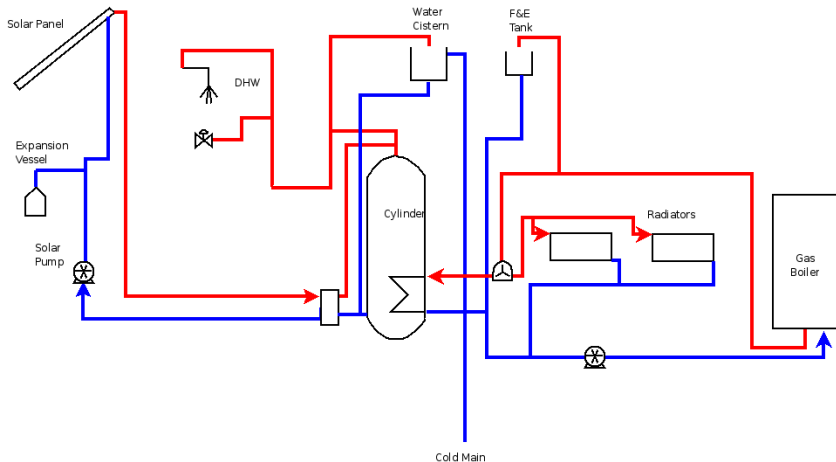 Solar Panel
Water
Cistern
F&E
Tank
DHW
Expansion
Vessel
Cylinder
Radiators
Solar
Pump
Gas
Boiler
Cold Main